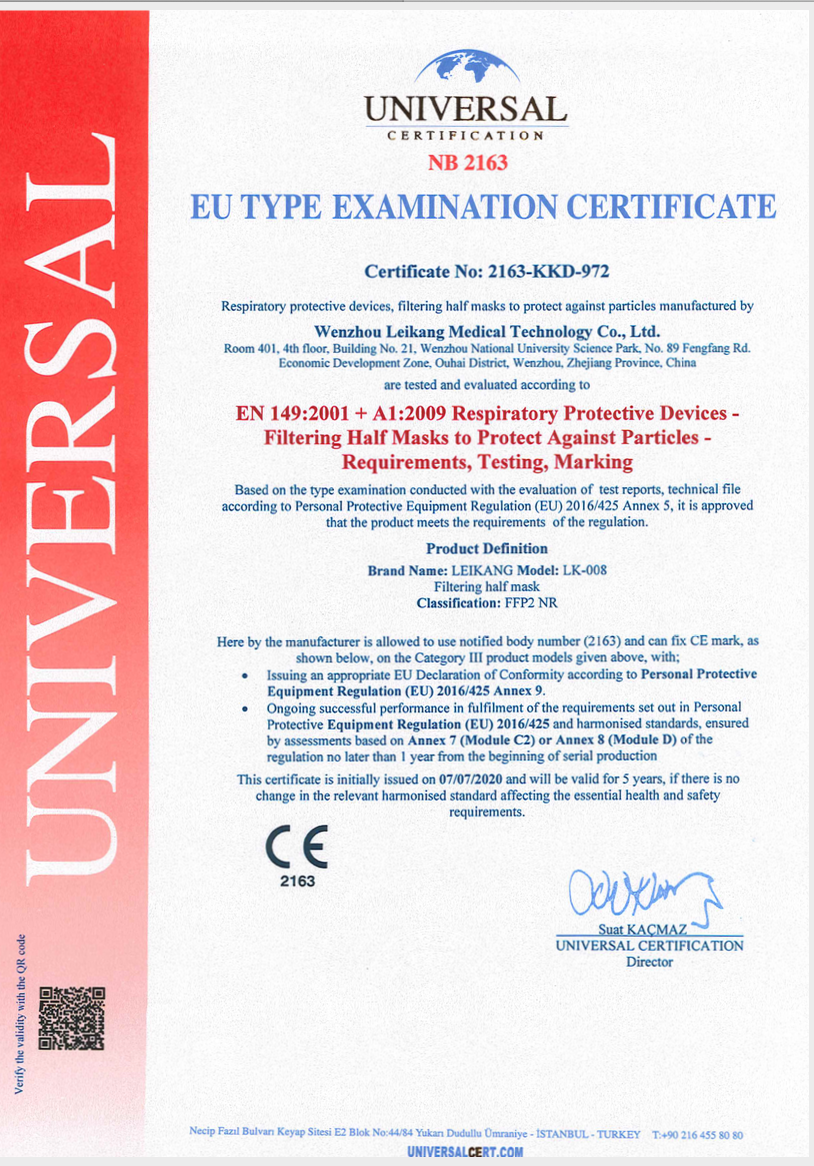 UNIVERSAL
CERTIFICATION
NB 2163
EU TYPE EXAMINATION CERTIFICATE
Certificate No: 2163-KKD-972
Respiratory protective devices, filtering half masks to protect against particles manufactured by
Wenzhou Leikang Medical Technology Co., Ltd.
Room 401, 4th floor, Building No. 21, Wenzhou National University Science Park, No. 89 Fengfang Rd.
Economic Development Zone, Ouhai District, Wenzhou, Zhejiang Province, China
are tested and evaluated according to
EN 149:2001 + A1:2009 Respiratory Protective Devices -
Filtering Half Masks to Protect Against Particles -
Requirements, Testing, Marking
Based on the type examination conducted with the evaluation of test reports, technical file
according to Personal Protective Equipment Regulation (EU) 2016/425 Annex 5, it is approved
that the product meets the requirements of the regulation.
Product Definition
Brand Name: LEIKANG Model: LK-008
Filtering half mask
Classification: FFP2 NR
Here by the manufacturer is allowed to use notified body number (2163) and can fix CE mark, as
shown below, on the Category III product models given above, with;
• Issuing an appropriate EU Declaration of Conformity according to Personal Protective
Equipment Regulation (EU) 2016/425 Annex 9.
• Ongoing successful performance in fulfilment of the requirements set out in Personal
Protective Equipment Regulation (EU) 2016/425 and harmonised standards, ensured
by assessments based on Annex 7 (Module C2) or Annex 8 (Module D) of the
regulation no later than 1 year from the beginning of serial production
This certificate is initially issued on 07/07/2020 and will be valid for 5 years, if there is no
change in the relevant harmonised standard affecting the essential health and safety
requirements.
CE
2163
Suat KAÇMAZ
UNIVERSAL CERTIFICATION
Director
UNIVERSAL
Verify the validity with the QR code
Necip Fazıl Bulvarı Keyap Sitesi E2 Blok No:44/84 Yukarı Dudullu Ümraniye - İSTANBUL - TURKEY T:+90 216 455 80 80
UNIVERSALCERT.COM